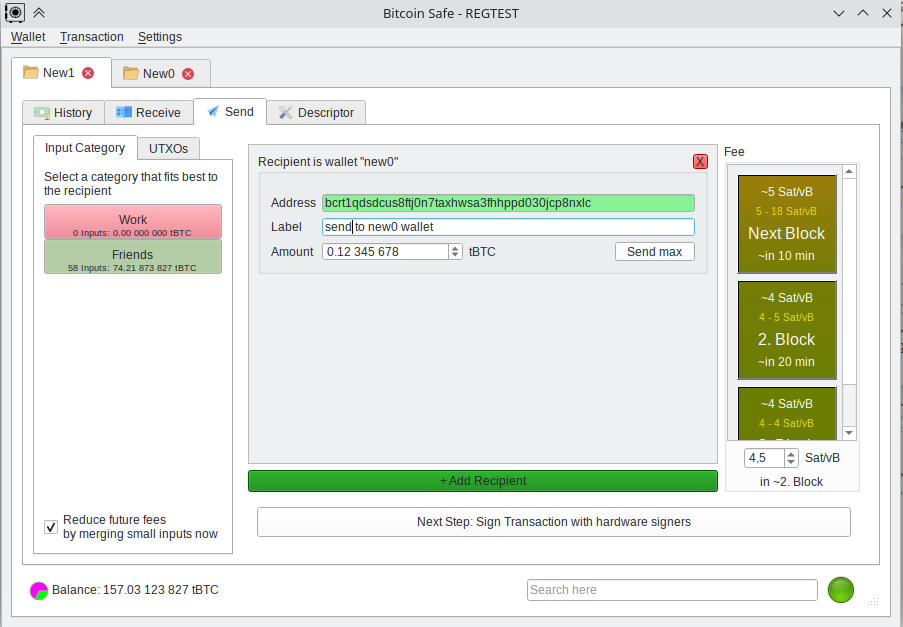 Bitcoin Safe - REGTEST
Wallet Transaction Settings
New1 New0
History Receive Send Descriptor
Input Category UTXOs
Select a category that fits best to
the recipient
Work
0 Inputs: 0.00 000 000 tBTC
Friends
58 Inputs: 74.21 873 827 tBTC
Reduce future fees
by merging small inputs now
Recipient is wallet "new0"
X
Address bcrt1qdsdcus8ftj0n7taxhwsa3fhhppd030jcp8nxlc
Label send to new0 wallet
Amount 0.12 345 678 tBTC Send max
+ Add Recipient
Next Step: Sign Transaction with hardware signers
Fee
~5 Sat/vB
5 - 18 Sat/vB
Next Block
~in 10 min
~4 Sat/vB
4 - 5 Sat/vB
2. Block
~in 20 min
~4 Sat/vB
4 - 4 Sat/vB
4,5 Sat/vB
in ~2. Block
Balance: 157.03 123 827 tBTC
Search here